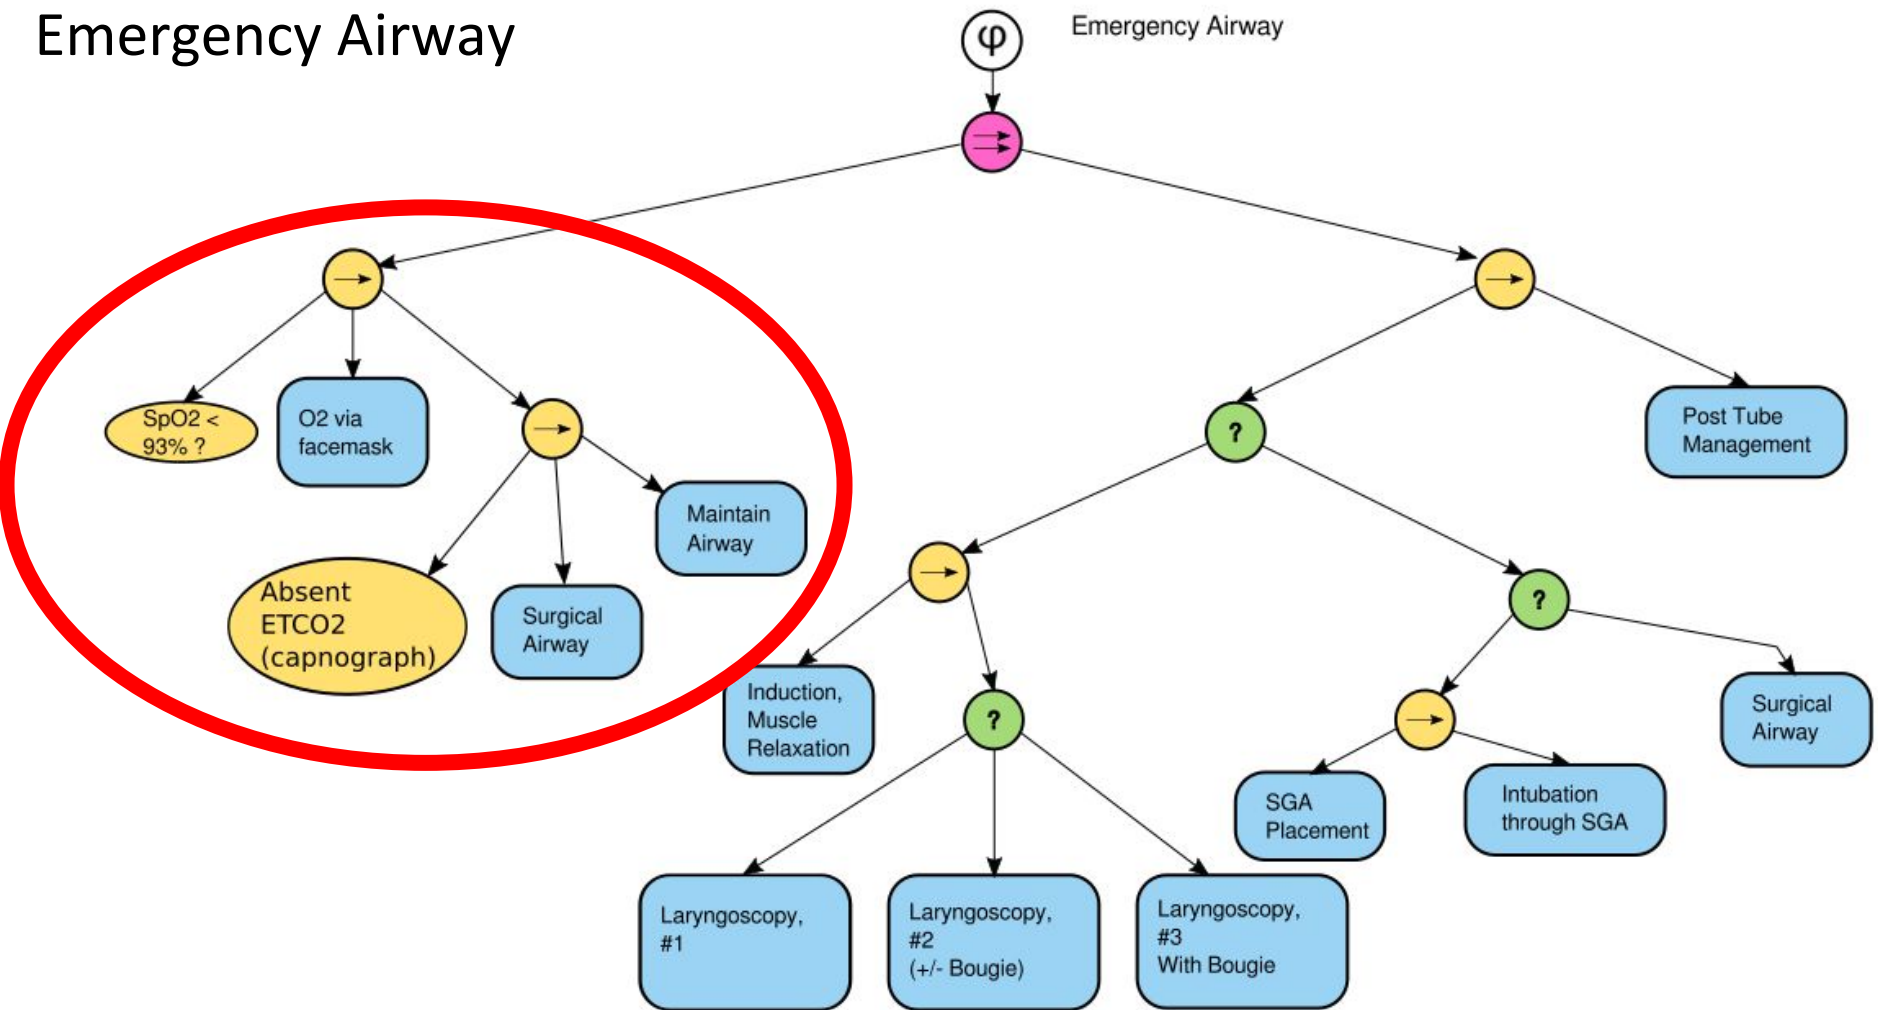 Emergency Airway
φ
Emergency Airway
SpO2 <
93% ?
O2 via
facemask
Post Tube
Management
?
Maintain
Airway
Absent
ETCO2
(capnograph)
Surgical
Airway
?
Induction,
Muscle
Relaxation
?
Surgical
Airway
SGA
Placement
Intubation
through SGA
Laryngoscopy,
#1
Laryngoscopy,
#2
(+/- Bougie)
Laryngoscopy,
#3
With Bougie